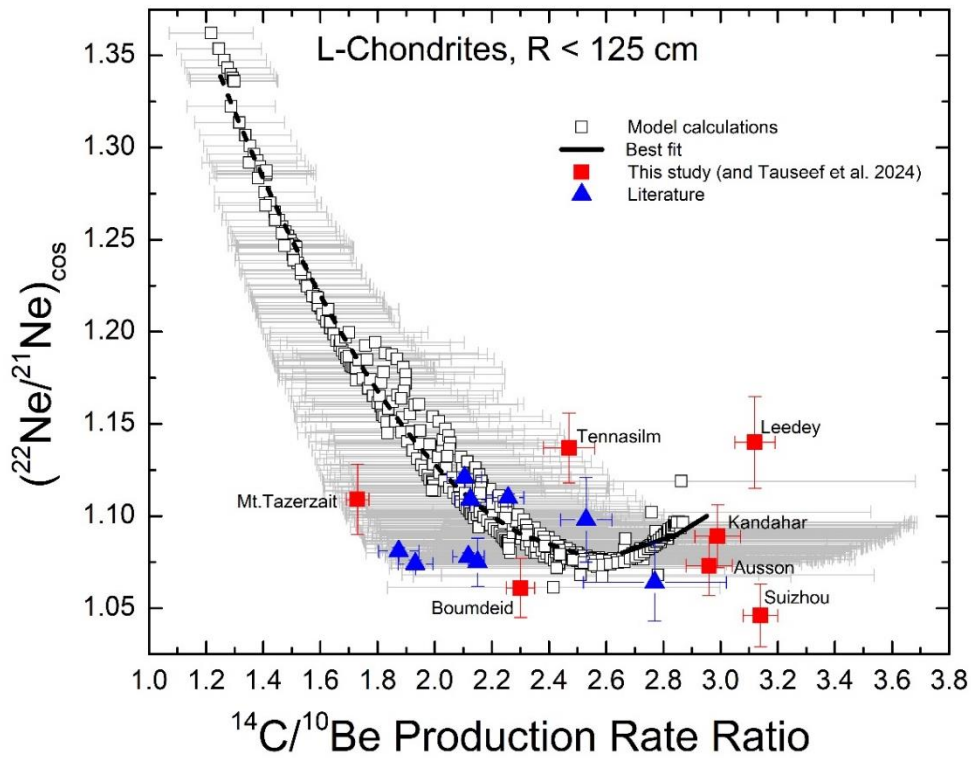 L-Chondrites, R < 125 cm
Model calculations
Best fit
This study (and Tauseef et al. 2024)
Literature
Tennasilm
Leedey
Mt.Tazerzait
Kandahar
Ausson
Boumdeid
Suizhou
(²²Ne/²¹Ne)cos
1.35
1.30
1.25
1.20
1.15
1.10
1.05
1.0 1.2 1.4 1.6 1.8 2.0 2.2 2.4 2.6 2.8 3.0 3.2 3.4 3.6 3.8
¹⁴C/¹⁰Be Production Rate Ratio